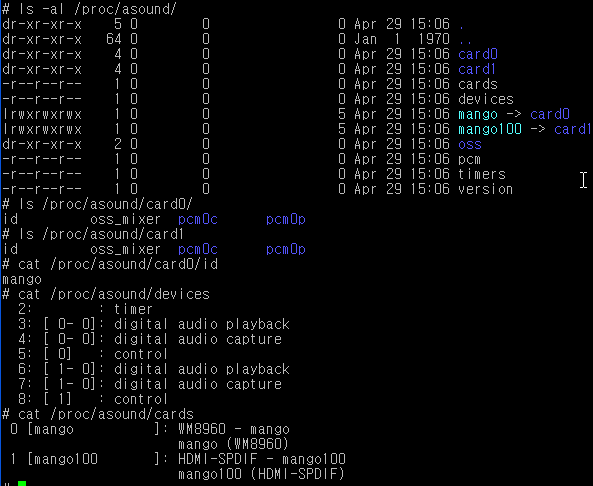 # ls -al /proc/asound/
dr-xr-xr-x    5 0        0               0 Apr 29 15:06 .
dr-xr-xr-x   64 0        0               0 Jan  1  1970 ..
dr-xr-xr-x    4 0        0               0 Apr 29 15:06 card0
dr-xr-xr-x    4 0        0               0 Apr 29 15:06 card1
-r--r--r--    1 0        0               0 Apr 29 15:06 cards
-r--r--r--    1 0        0               0 Apr 29 15:06 devices
lrwxrwxrwx    1 0        0               5 Apr 29 15:06 mango -> card0
lrwxrwxrwx    1 0        0               5 Apr 29 15:06 mango100 -> card1
dr-xr-xr-x    2 0        0               0 Apr 29 15:06 oss
-r--r--r--    1 0        0               0 Apr 29 15:06 pcm
-r--r--r--    1 0        0               0 Apr 29 15:06 timers
-r--r--r--    1 0        0               0 Apr 29 15:06 version
# ls /proc/asound/card0/
id         oss_mixer  pcm0c      pcm0p
# ls /proc/asound/card1
id         oss_mixer  pcm0c      pcm0p
# cat /proc/asound/card0/id
mango
# cat /proc/asound/devices
  2:        : timer
  3: [ 0- 0]: digital audio playback
  4: [ 0- 0]: digital audio capture
  5: [ 0]   : control
  6: [ 1- 0]: digital audio playback
  7: [ 1- 0]: digital audio capture
  8: [ 1]   : control
# cat /proc/asound/cards
 0 [mango          ]: WM8960 - mango
                      mango (WM8960)
 1 [mango100       ]: HDMI-SPDIF - mango100
                      mango100 (HDMI-SPDIF)
#